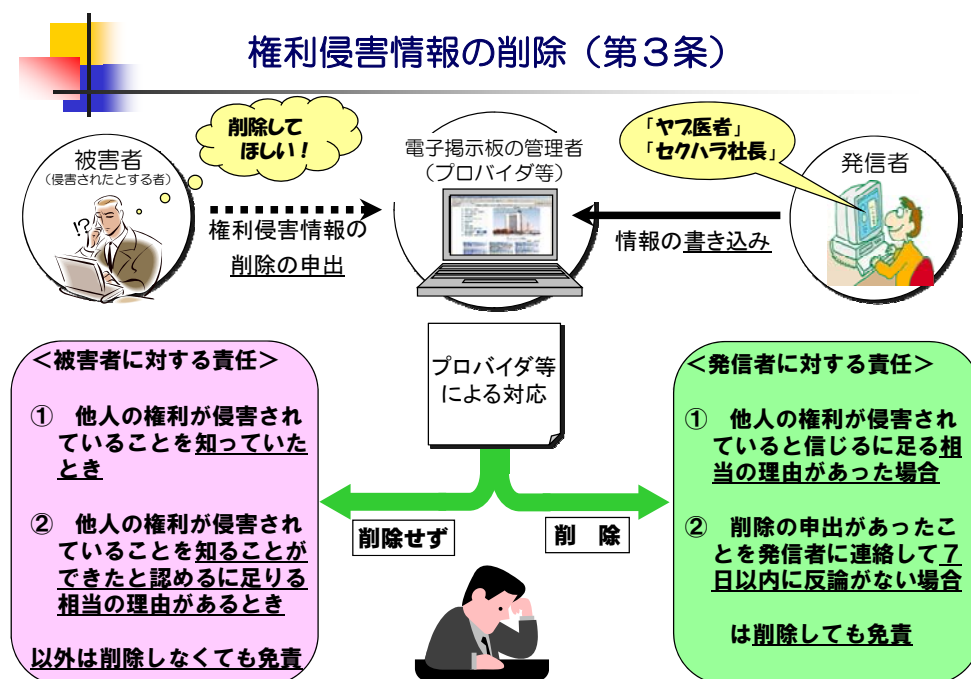 権利侵害情報の削除（第３条）
削除して
ほしい！
「ヤブ医者」
「セクハラ社長」
被害者
（侵害されたとする者）
電子掲示板の管理者
（プロバイダ等）
発信者
!?
権利侵害情報の
削除の申出
情報の書き込み
プロバイダ等
による対応
＜被害者に対する責任＞
①　他人の権利が侵害され
ていることを知っていた
とき
②　他人の権利が侵害され
ていることを知ることが
できたと認めるに足りる
相当の理由があるとき
以外は削除しなくても免責
削除せず
削　除
＜発信者に対する責任＞
①　他人の権利が侵害され
ていると信じるに足る相
当の理由があった場合
②　削除の申出があったこ
とを発信者に連絡して７
日以内に反論がない場合
は削除しても免責